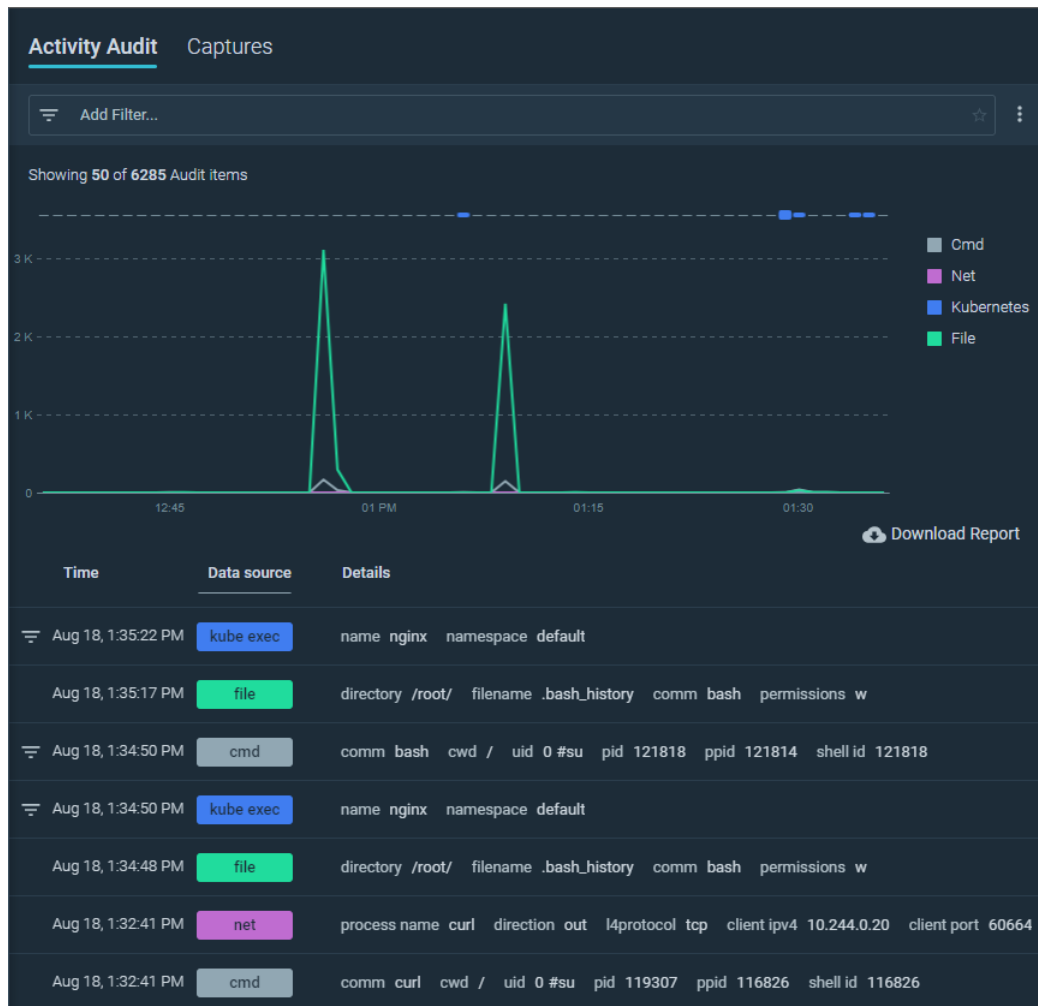 Activity Audit Captures
Add Filter...
Showing 50 of 6285 Audit items
Cmd
3 K
Net
Kubernetes
2 K
File
1 K
0
12:45 01 PM 01:15 01:30
Download Report
Time Data source Details
Aug 18, 1:35:22 PM kube exec name nginx namespace default
Aug 18, 1:35:17 PM file directory /root/ filename .bash_history comm bash permissions w
Aug 18, 1:34:50 PM cmd comm bash cwd / uid 0 #su pid 121818 ppid 121814 shell id 121818
Aug 18, 1:34:50 PM kube exec name nginx namespace default
Aug 18, 1:34:48 PM file directory /root/ filename .bash_history comm bash permissions w
Aug 18, 1:32:41 PM net process name curl direction out l4protocol tcp client ipv4 10.244.0.20 client port 60664
Aug 18, 1:32:41 PM cmd comm curl cwd / uid 0 #su pid 119307 ppid 116826 shell id 116826